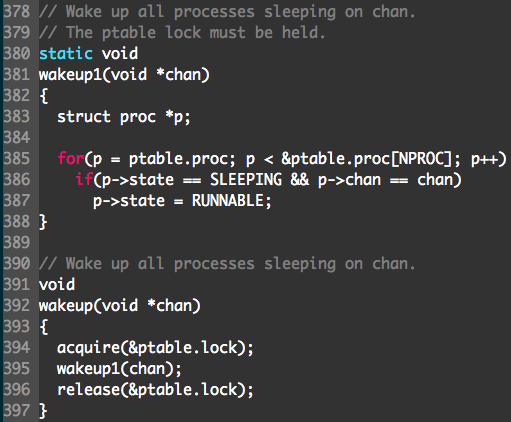 378 // Wake up all processes sleeping on chan.
379 // The ptable lock must be held.
380 static void
381 wakeup1(void *chan)
382 {
383   struct proc *p;
384
385   for(p = ptable.proc; p < &ptable.proc[NPROC]; p++)
386     if(p->state == SLEEPING && p->chan == chan)
387       p->state = RUNNABLE;
388 }
389
390 // Wake up all processes sleeping on chan.
391 void
392 wakeup(void *chan)
393 {
394   acquire(&ptable.lock);
395   wakeup1(chan);
396   release(&ptable.lock);
397 }